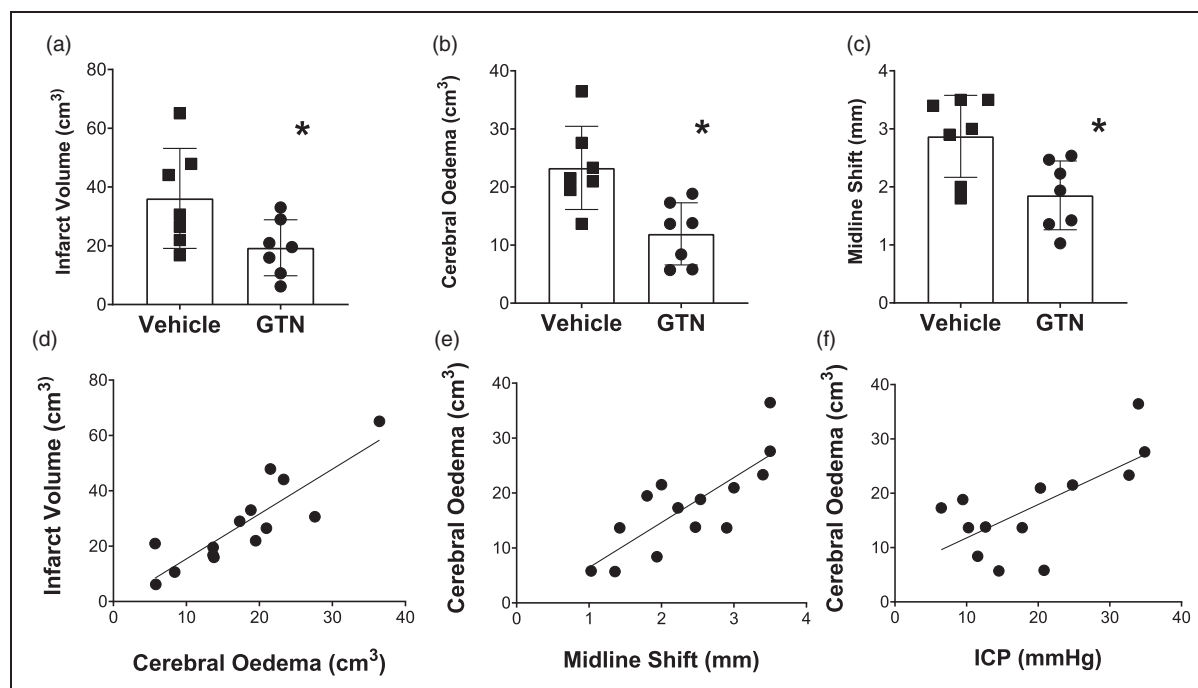 (a)
Infarct Volume (cm3)
80
60
40
20
0
*
Vehicle GTN
(b)
Cerebral Oedema (cm3)
40
30
20
10
0
*
Vehicle GTN
(c)
Midline Shift (mm)
4
3
2
1
0
*
Vehicle GTN
(d)
Infarct Volume (cm3)
80
60
40
20
0
0 10 20 30 40
Cerebral Oedema (cm3)
(e)
Cerebral Oedema (cm3)
40
30
20
10
0
0 1 2 3 4
Midline Shift (mm)
(f)
Cerebral Oedema (cm3)
40
30
20
10
0
0 10 20 30 40
ICP (mmHg)